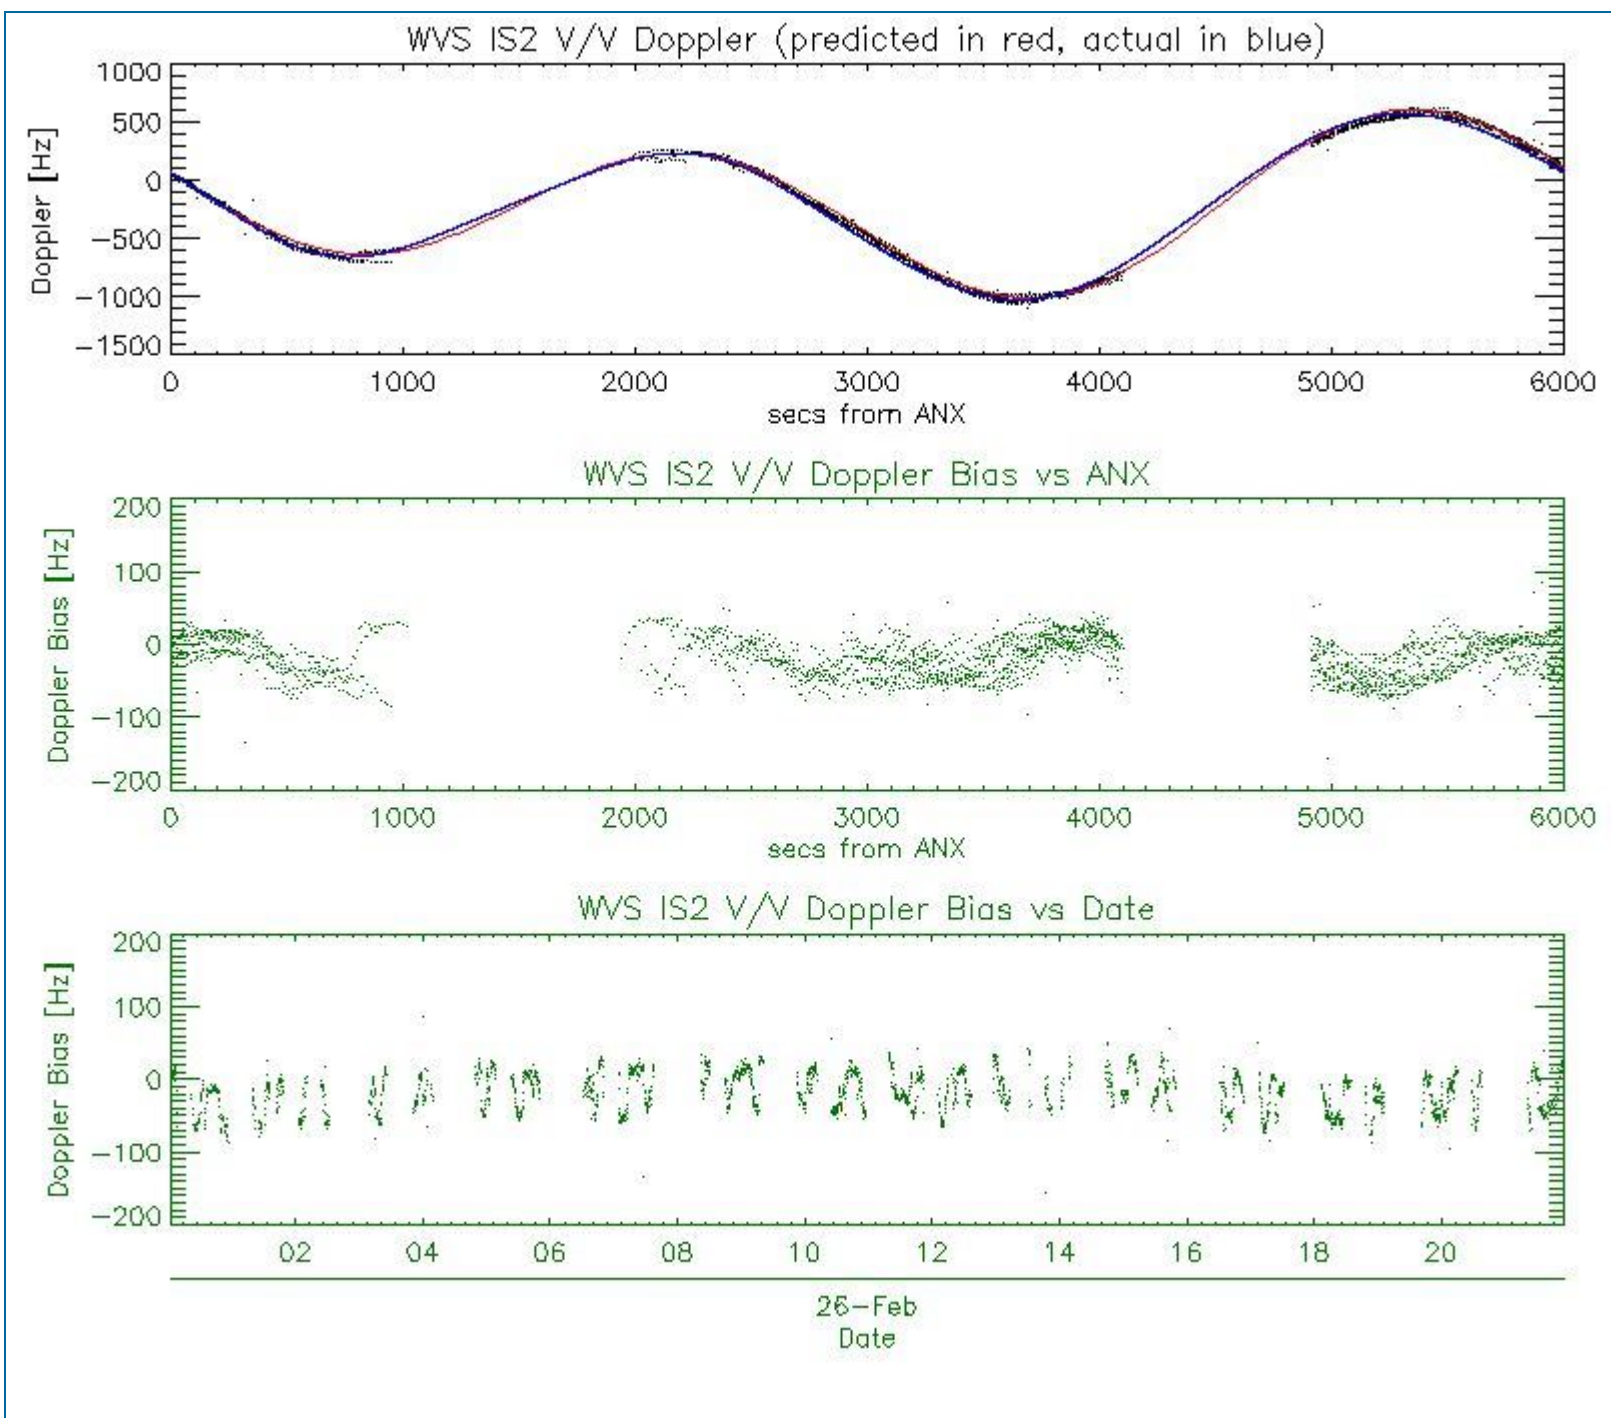 WVS IS2 V/V Doppler (predicted in red, actual in blue)
1000
500
0
−500
−1000
−1500
Doppler [Hz]
0 1000 2000 3000 4000 5000 6000
secs from ANX
WVS IS2 V/V Doppler Bias vs ANX
200
100
0
−100
−200
Doppler Bias [Hz]
0 1000 2000 3000 4000 5000 6000
secs from ANX
WVS IS2 V/V Doppler Bias vs Date
200
100
0
−100
−200
Doppler Bias [Hz]
02 04 06 08 10 12 14 16 18 20
26−Feb
Date